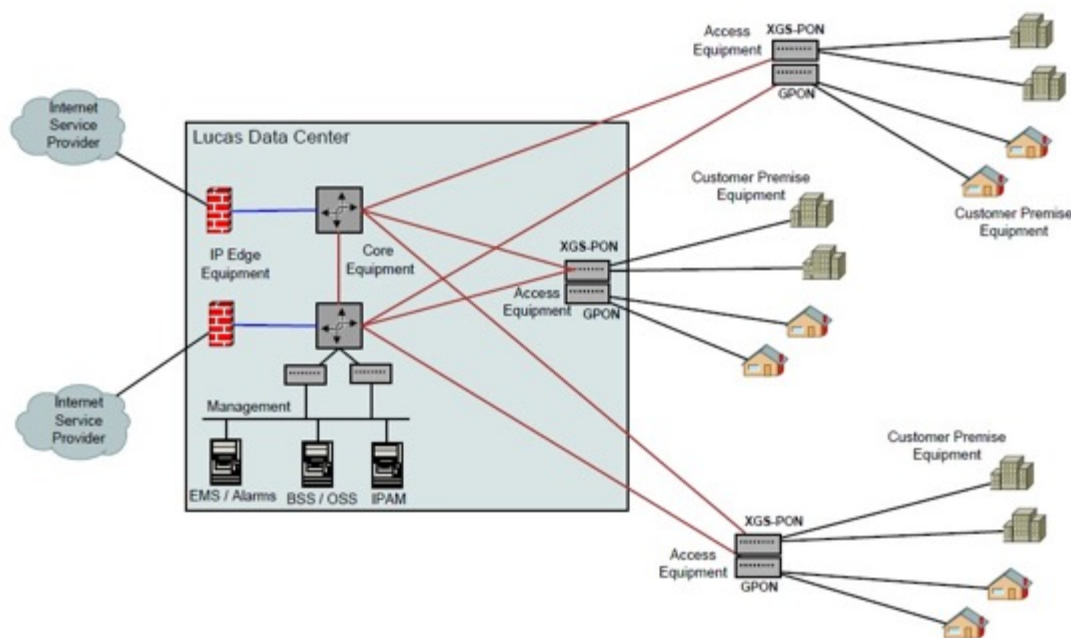 Access
Equipment
XGS-PON
GPON
Internet
Service
Provider
Lucas Data Center
Customer Premise
Equipment
Customer Premise
Equipment
IP Edge
Equipment
Core
Equipment
XGS-PON
Access
Equipment
GPON
Internet
Service
Provider
Management
EMS / Alarms
BSS / OSS
IPAM
Customer Premise
Equipment
XGS-PON
Access
Equipment
GPON